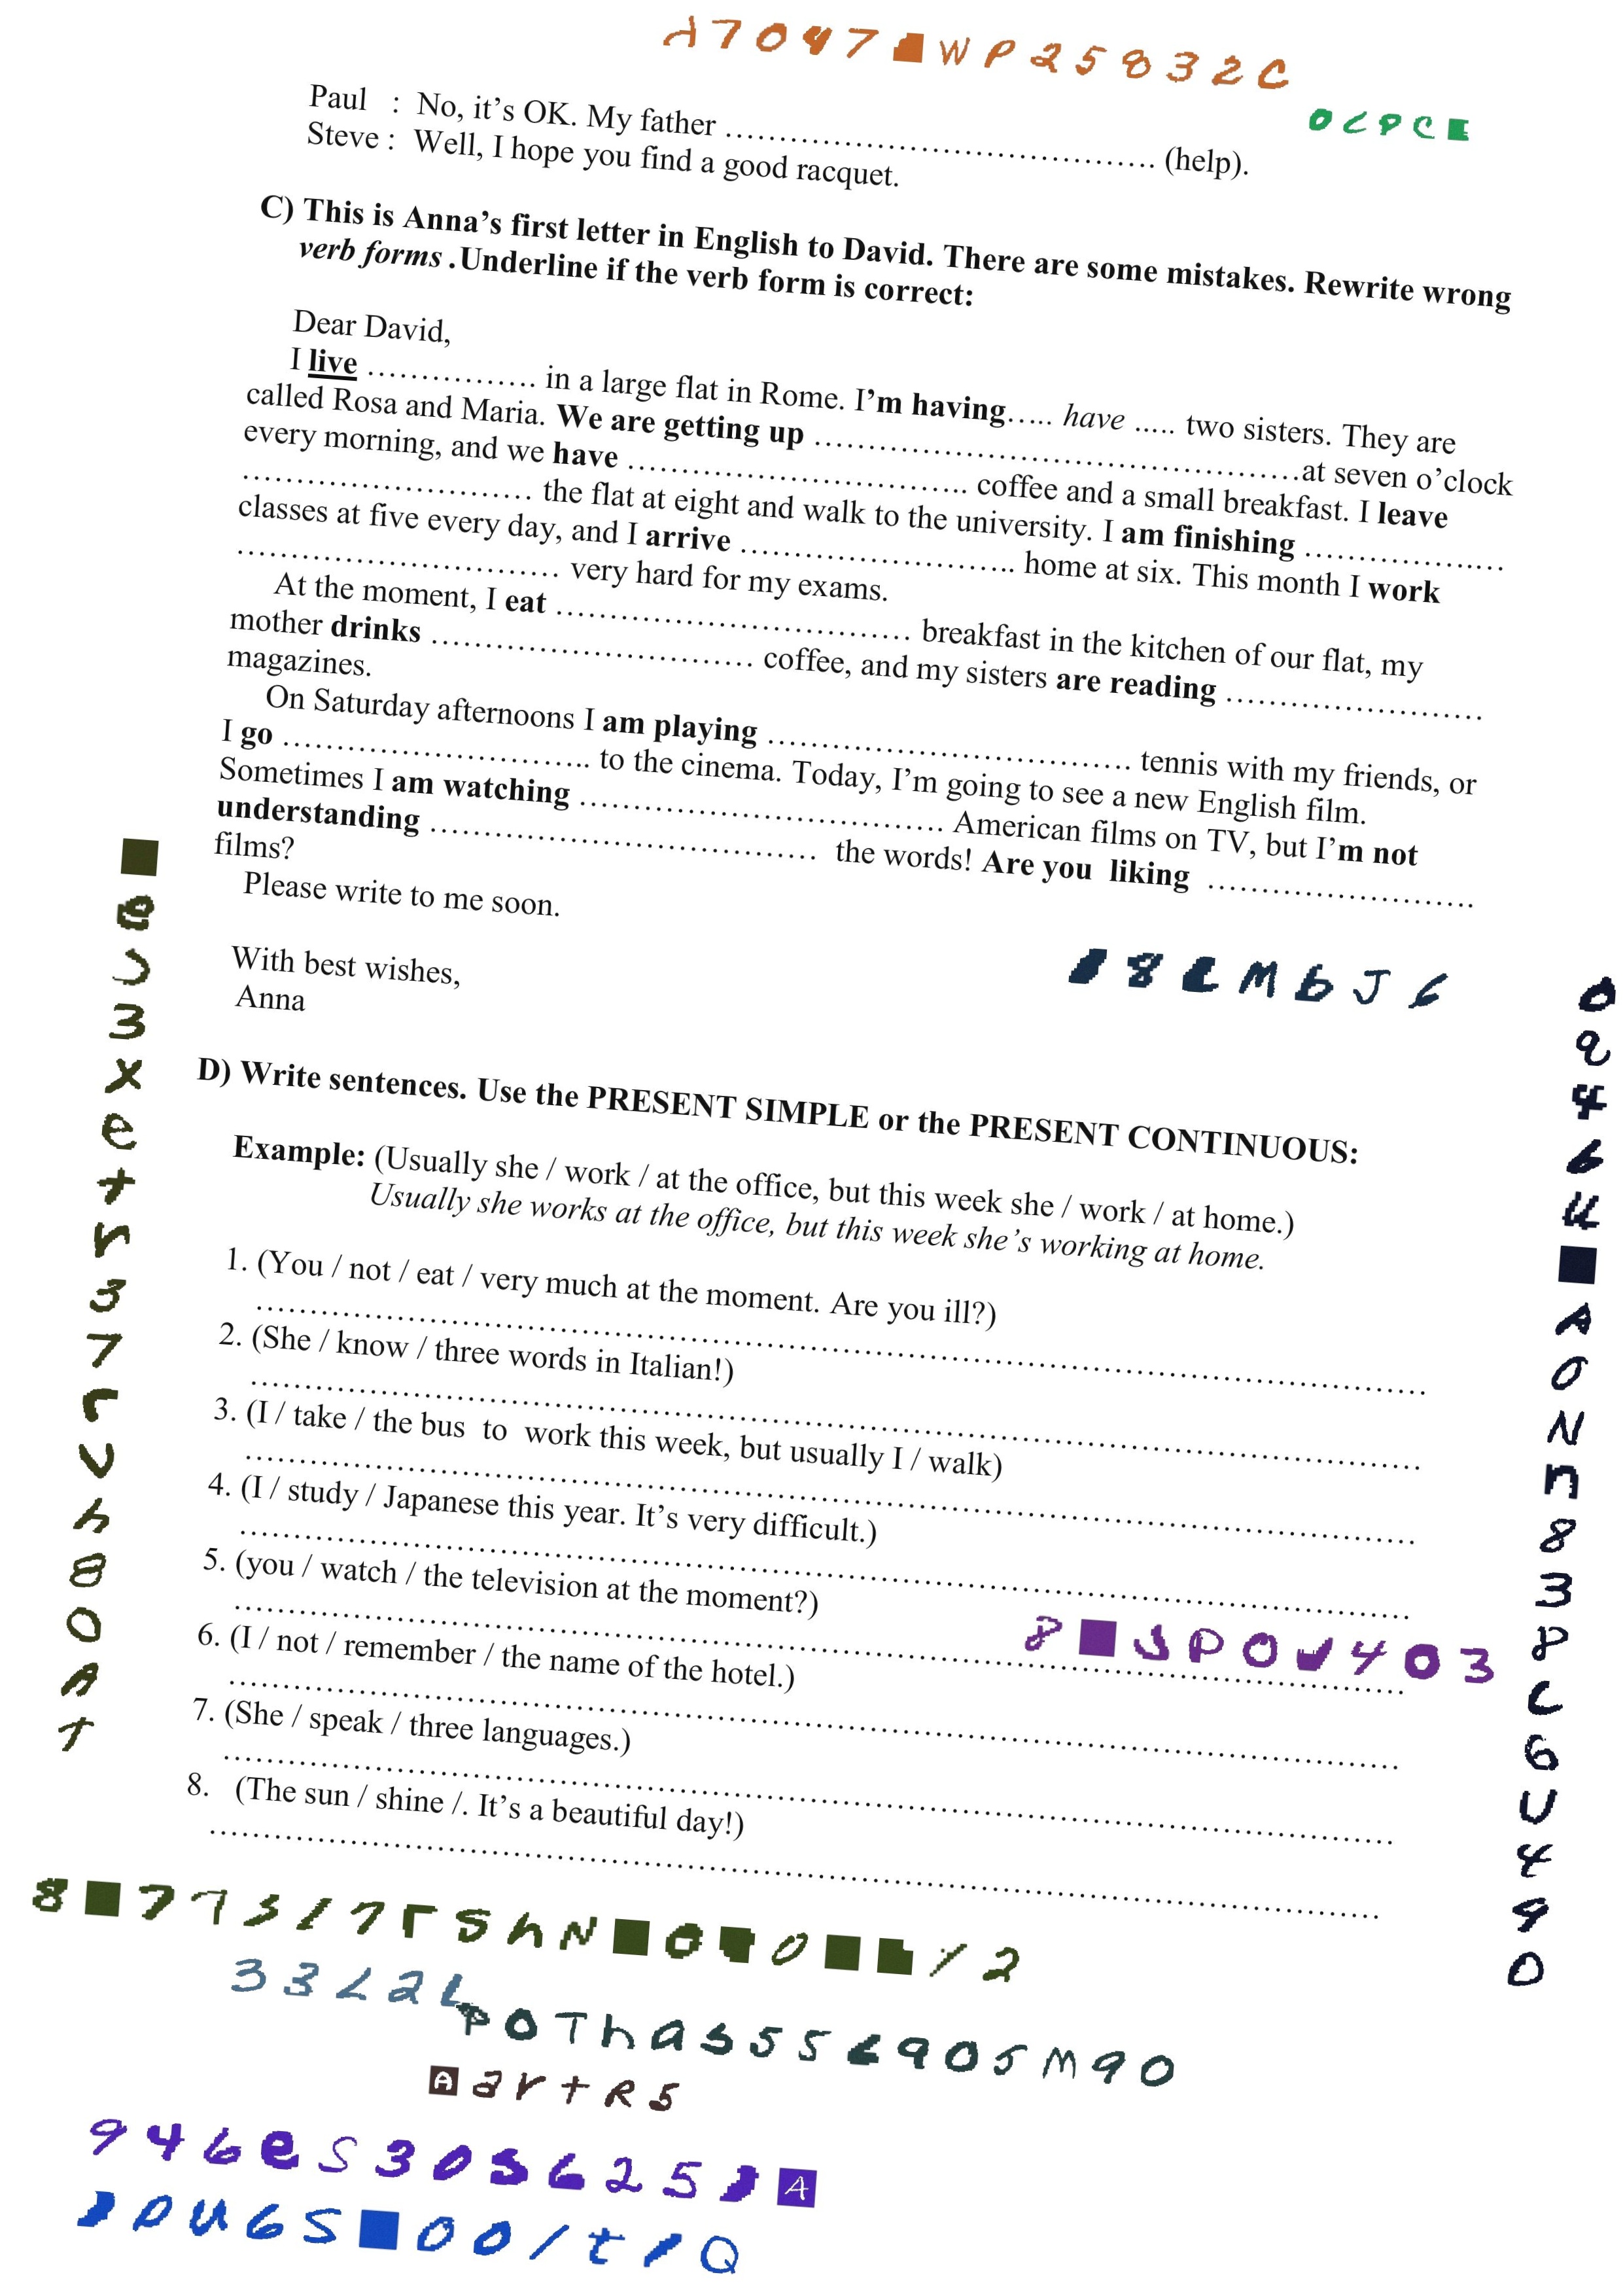 A7047■WP25832C
0LPCE
Paul : No, it’s OK. My father ........................................ (help).
Steve : Well, I hope you find a good racquet.
C) This is Anna’s first letter in English to David. There are some mistakes. Rewrite wrong
verb forms .Underline if the verb form is correct:
Dear David,
I live ................ in a large flat in Rome. I’m having..... have ..... two sisters. They are
called Rosa and Maria. We are getting up .............................................at seven o’clock
every morning, and we have ................................ coffee and a small breakfast. I leave
........................... the flat at eight and walk to the university. I am finishing ...................
classes at five every day, and I arrive .......................... home at six. This month I work
.............................. very hard for my exams.
At the moment, I eat ................................. breakfast in the kitchen of our flat, my
mother drinks .............................. coffee, and my sisters are reading ........................
magazines.
On Saturday afternoons I am playing .................................. tennis with my friends, or
I go ............................. to the cinema. Today, I’m going to see a new English film.
Sometimes I am watching .................................. American films on TV, but I’m not
understanding .................................... the words! Are you liking .........................
films?
Please write to me soon.
With best wishes,
Anna
D) Write sentences. Use the PRESENT SIMPLE or the PRESENT CONTINUOUS:
Example: (Usually she / work / at the office, but this week she / work / at home.)
Usually she works at the office, but this week she’s working at home.
1. (You / not / eat / very much at the moment. Are you ill?)
2. (She / know / three words in Italian!)
3. (I / take / the bus to work this week, but usually I / walk)
4. (I / study / Japanese this year. It’s very difficult.)
5. (you / watch / the television at the moment?)
6. (I / not / remember / the name of the hotel.)
7. (She / speak / three languages.)
8. (The sun / shine /. It’s a beautiful day!)
33L2L
P0Thas556905M90
AartR5